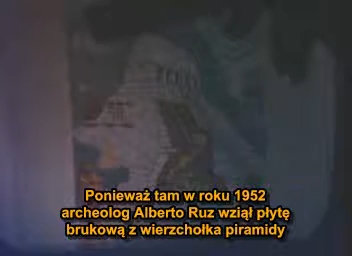 Ponieważ tam w roku 1952
archeolog Alberto Ruz wziął płytę
brukową z wierzchołka piramidy